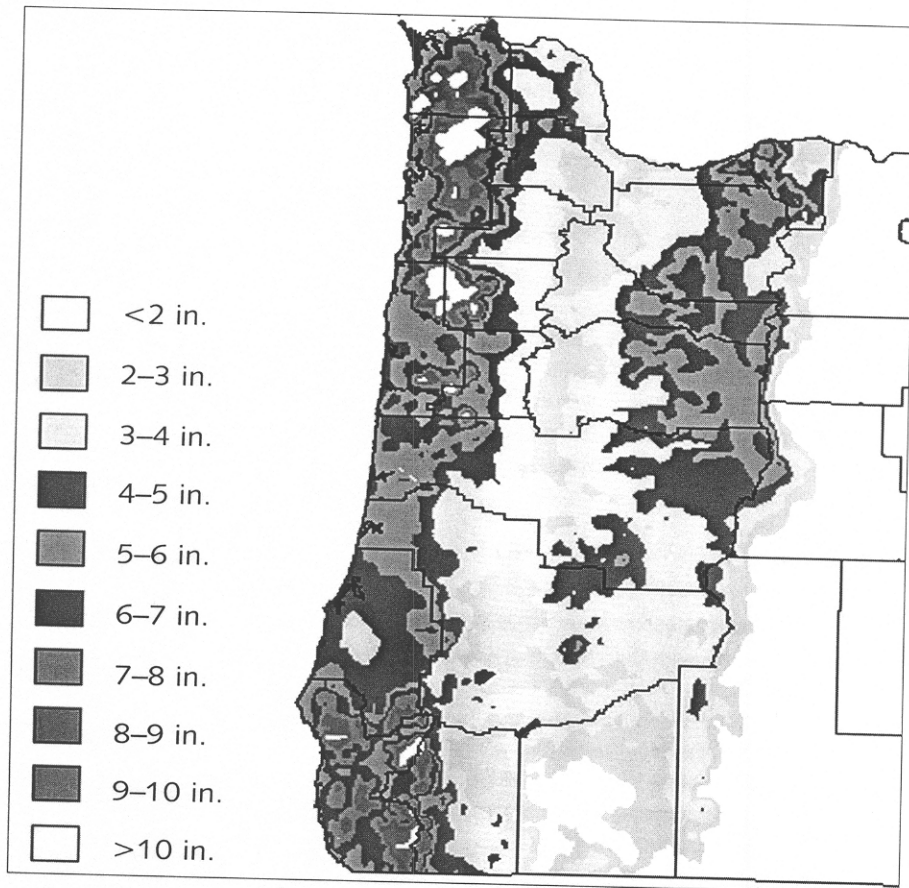 <2 in.
2–3 in.
3–4 in.
4–5 in.
5–6 in.
6–7 in.
7–8 in.
8–9 in.
9–10 in.
>10 in.